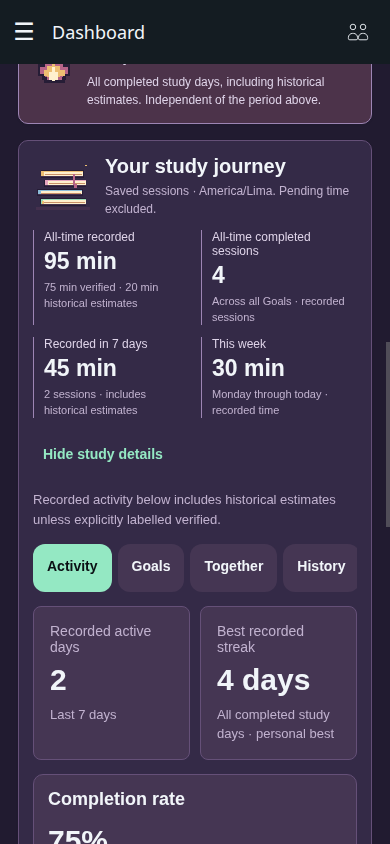 Dashboard
All completed study days, including historical
estimates. Independent of the period above.
Your study journey
Saved sessions · America/Lima. Pending time
excluded.
All-time recorded
95 min
75 min verified · 20 min
historical estimates
All-time completed
sessions
4
Across all Goals · recorded
sessions
Recorded in 7 days
45 min
2 sessions · includes
historical estimates
This week
30 min
Monday through today ·
recorded time
Hide study details
Recorded activity below includes historical estimates
unless explicitly labelled verified.
Activity
Goals
Together
History
Recorded active
days
2
Last 7 days
Best recorded
streak
4 days
All completed study
days · personal best
Completion rate
75%